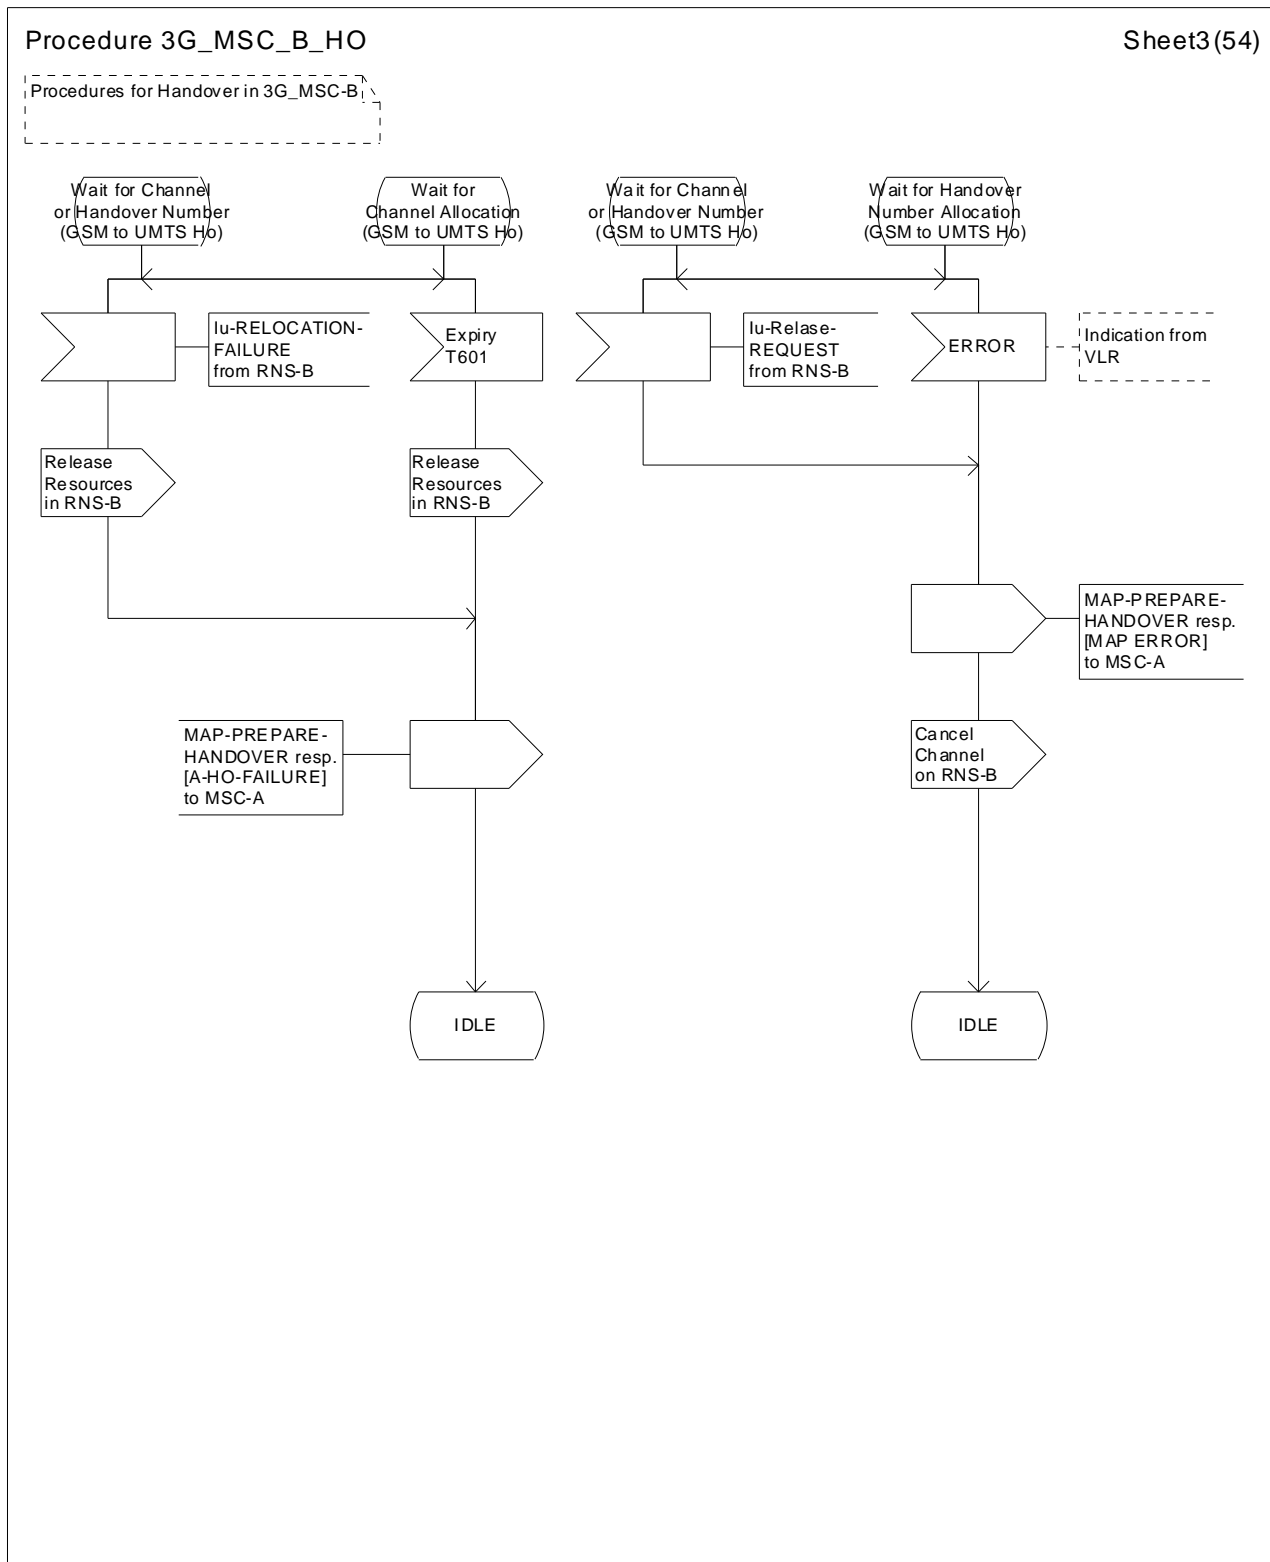 Procedure 3G_MSC_B_HO
Sheet3(54)
Procedures for Handover in 3G_MSC-B
Wait for Channel
or Handover Number
(GSM to UMTS Ho)
Wait for
Channel Allocation
(GSM to UMTS Ho)
Wait for Channel
or Handover Number
(GSM to UMTS Ho)
Wait for Handover
Number Allocation
(GSM to UMTS Ho)
Iu-RELOCATION-
FAILURE
from RNS-B
Expiry
T601
Iu-Relase-
REQUEST
from RNS-B
ERROR
Indication from
VLR
Release
Resources
in RNS-B
Release
Resources
in RNS-B
MAP-PREPARE-
HANDOVER resp.
[MAP ERROR]
to MSC-A
MAP-PREPARE-
HANDOVER resp.
[A-HO-FAILURE]
to MSC-A
Cancel
Channel
on RNS-B
IDLE
IDLE